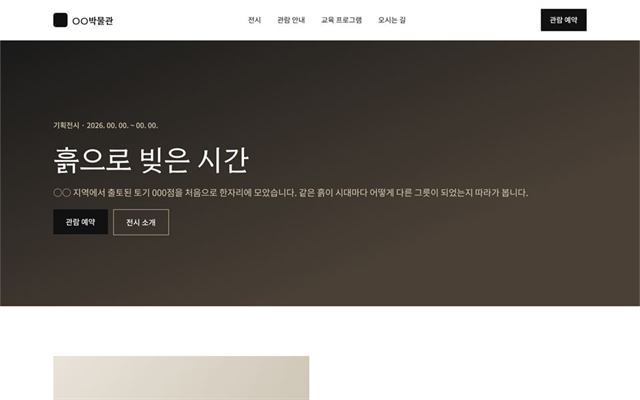 ○○박물관
전시
관람 안내
교육 프로그램
오시는 길
관람 예약
기획전시 · 2026. 00. 00. ~ 00. 00.
흙으로 빚은 시간
○○ 지역에서 출토된 토기 000점을 처음으로 한자리에 모았습니다. 같은 흙이 시대마다 어떻게 다른 그릇이 되었는지 따라가 봅니다.
관람 예약
전시 소개